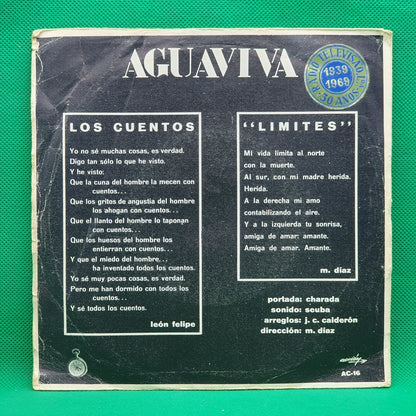 AGUAVIVA
RADIO TELEVISAO
1939
1969
30 ANOS
LOS CUENTOS
Yo no sé muchas cosas, es verdad.
Digo tan sólo lo que he visto.
Y he visto:
Que la cuna del hombre la mecen con
cuentos...
Que los gritos de angustia del hombre
los ahogan con cuentos...
Que el llanto del hombre lo taponan
con cuentos...
Que los huesos del hombre los
entierran con cuentos...
Y que el miedo del hombre...
ha inventado todos los cuentos.
Yo sé muy pocas cosas, es verdad.
Pero me han dormido con todos los
cuentos...
Y sé todos los cuentos.
león felipe
"LIMITES"
Mi vida limita al norte
con la muerte.
Al sur, con mi madre herida.
Herida.
A la derecha mi amo
contabilizando el aire.
Y a la izquierda tu sonrisa,
amiga de amar: amante.
Amiga de amar. Amante.
m. díaz
portada: charada
sonido: scuba
arreglos: j. c. calderón
dirección: m. díaz
AC-16